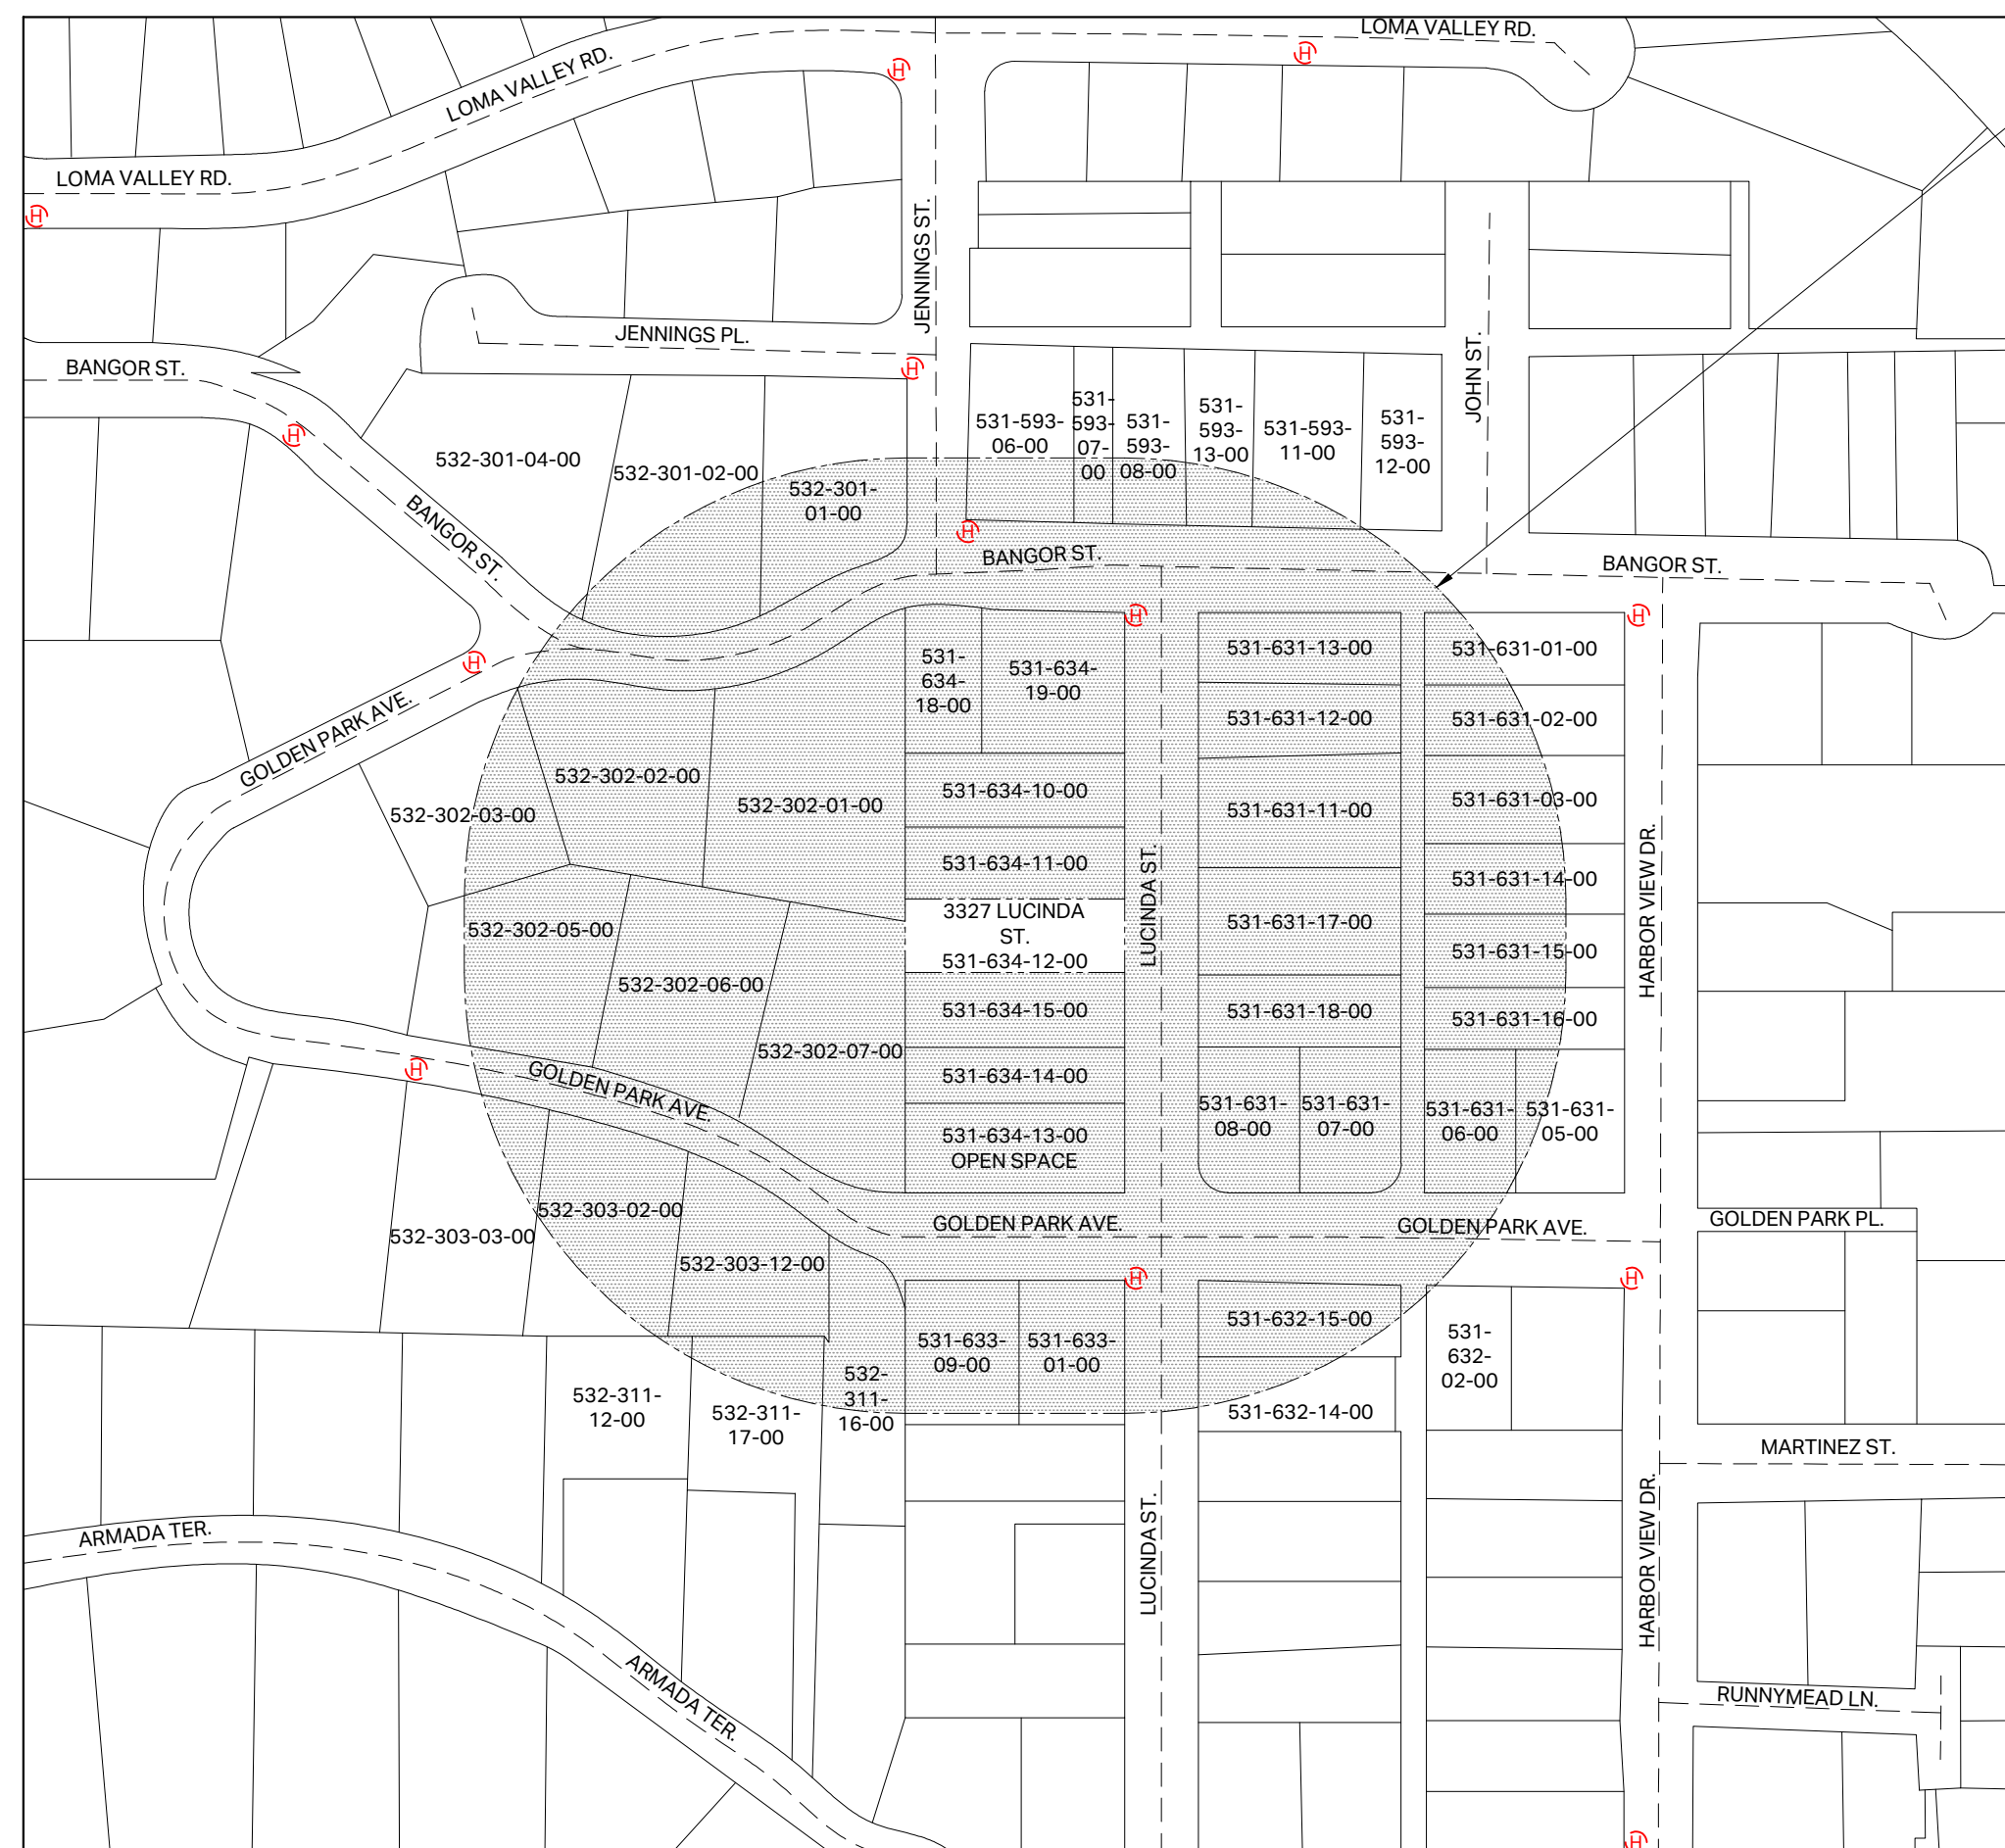 LOMA VALLEY RD.
LOMA VALLEY RD.
LOMA VALLEY RD.
JENNINGS ST.
JENNINGS PL.
JOHN ST.
BANGOR ST.
BANGOR ST.
BANGOR ST.
BANGOR ST.
532-301-04-00
532-301-02-00
532-301-
01-00
531-593-
06-00
531-
593-
07-
00
531-
593-
08-00
531-
593-
13-00
531-593-
11-00
531-
593-
12-00
GOLDEN PARK AVE.
532-302-03-00
532-302-02-00
532-302-01-00
532-302-05-00
532-302-06-00
532-302-07-00
531-
634-
18-00
531-634-
19-00
531-634-10-00
531-634-11-00
3327 LUCINDA
ST.
531-634-12-00
531-634-15-00
531-634-14-00
531-634-13-00
OPEN SPACE
LUCINDA ST.
531-631-13-00
531-631-12-00
531-631-11-00
531-631-17-00
531-631-18-00
531-631-
08-00
531-631-
07-00
531-631-01-00
531-631-02-00
531-631-03-00
531-631-14-00
531-631-15-00
531-631-16-00
531-631-
06-00
531-631-
05-00
HARBOR VIEW DR.
GOLDEN PARK AVE.
GOLDEN PARK AVE.
GOLDEN PARK AVE.
GOLDEN PARK PL.
532-303-03-00
532-303-02-00
532-303-12-00
532-311-
12-00
532-311-
17-00
532-
311-
16-00
531-633-
09-00
531-633-
01-00
531-632-15-00
531-632-14-00
531-
632-
02-00
MARTINEZ ST.
LUCINDA ST.
HARBOR VIEW DR.
ARMADA TER.
ARMADA TER.
RUNNYMEAD LN.
H
H
H
H
H
H
H
H
H
H
H
H
H